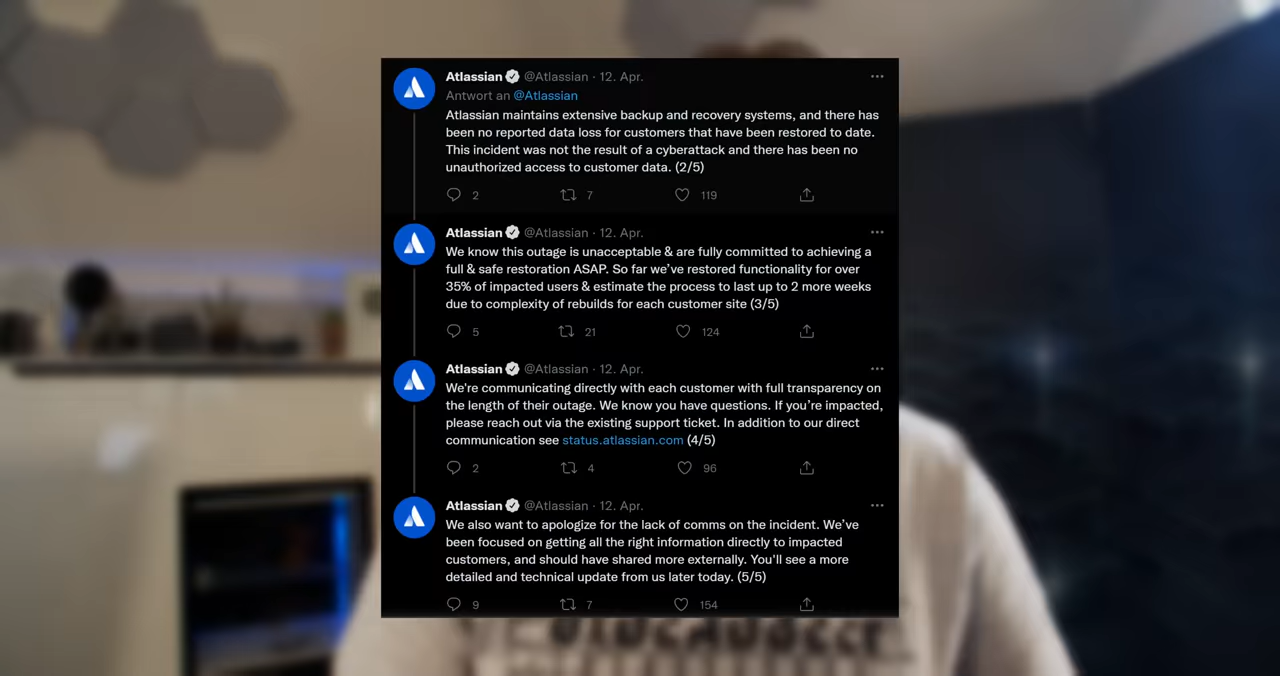 Atlassian @Atlassian · 12. Apr.
Antwort an @Atlassian
Atlassian maintains extensive backup and recovery systems, and there has
been no reported data loss for customers that have been restored to date.
This incident was not the result of a cyberattack and there has been no
unauthorized access to customer data. (2/5)
2 7 119
Atlassian @Atlassian · 12. Apr.
We know this outage is unacceptable & are fully committed to achieving a
full & safe restoration ASAP. So far we've restored functionality for over
35% of impacted users & estimate the process to last up to 2 more weeks
due to complexity of rebuilds for each customer site (3/5)
5 21 124
Atlassian @Atlassian · 12. Apr.
We're communicating directly with each customer with full transparency on
the length of their outage. We know you have questions. If you're impacted,
please reach out via the existing support ticket. In addition to our direct
communication see status.atlassian.com (4/5)
2 4 96
Atlassian @Atlassian · 12. Apr.
We also want to apologize for the lack of comms on the incident. We've
been focused on getting all the right information directly to impacted
customers, and should have shared more externally. You'll see a more
detailed and technical update from us later today. (5/5)
9 7 154